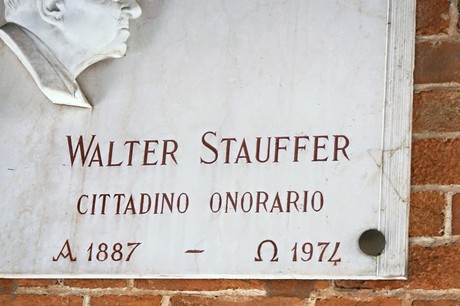 WALTER STAUFFER
CITTADINO ONORARIO
A 1887 – Ω 1974